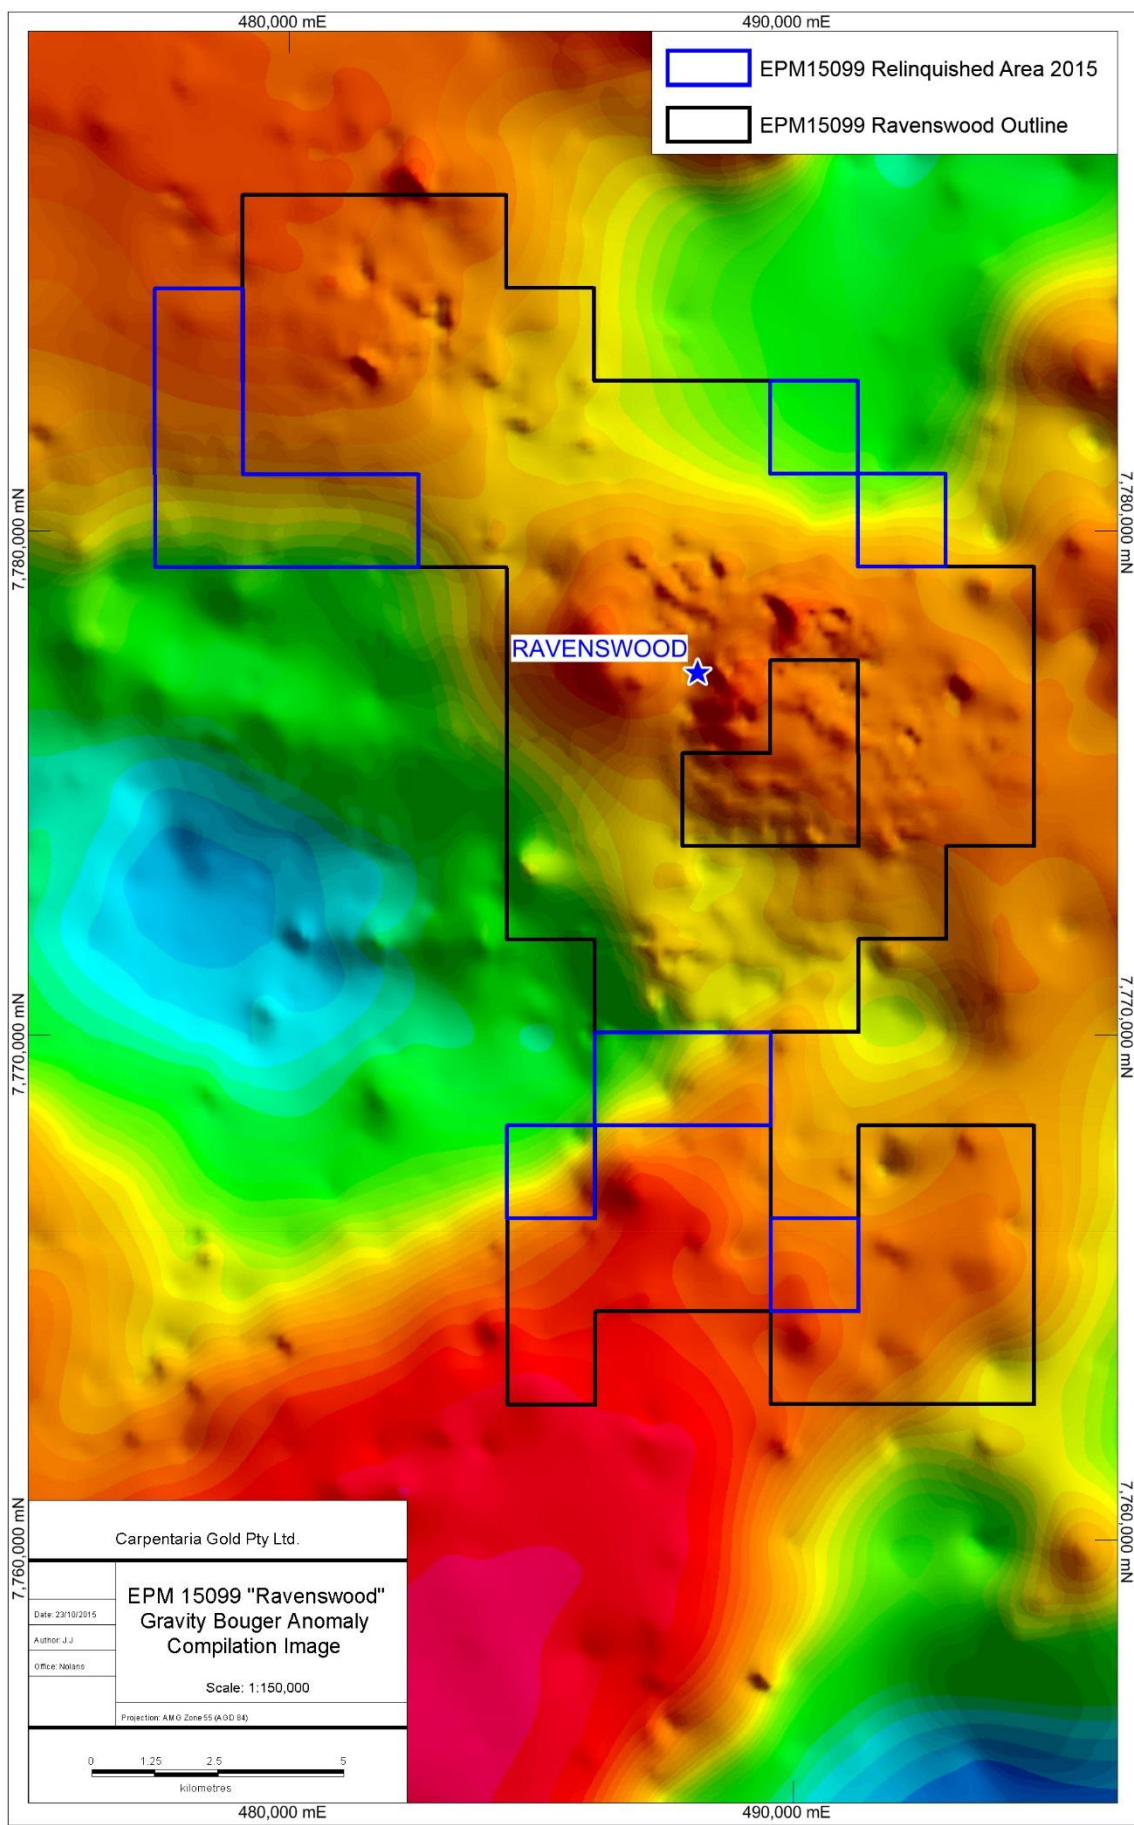 480,000 mE
490,000 mE
EPM15099 Relinquished Area 2015
EPM15099 Ravenswood Outline
7,780,000 mN
7,780,000 mN
RAVENSWOOD
7,770,000 mN
7,770,000 mN
7,760,000 mN
7,760,000 mN
Carpentaria Gold Pty Ltd.
Date: 23/10/2015
Author: J.J
Office: Nolans
EPM 15099 "Ravenswood"
Gravity Bouger Anomaly
Compilation Image
Scale: 1:150,000
Projection: AMG Zone 55 (AGD 84)
0 1.25 2.5 5
kilometres
480,000 mE
490,000 mE